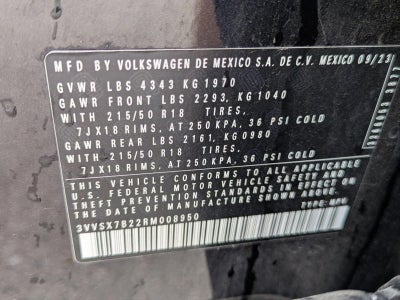 MFD BY VOLKSWAGEN DE MEXICO S.A. DE C.V. MEXICO 09/23
GVWR LBS 4343 KG 1970
GAWR FRONT LBS 2293, KG 1040
WITH 215/50 R18 TIRES,
7JX18 RIMS, AT 250 KPA, 36 PSI COLD
GAWR REAR LBS 2161, KG 0980
WITH 215/50 R18 TIRES,
7JX18 RIMS, AT 250 KPA, 36 PSI COLD
THIS VEHICLE CONFORMS TO ALL APPLICABLE
U.S. FEDERAL MOTOR VEHICLE SAFETY AND
THEFT PREVENTION STANDARDS IN EFFECT ON
DATE OF MANUFACTURE SHOWN ABOVE.
3VVSX7B22RM008950
TYPE: MPV